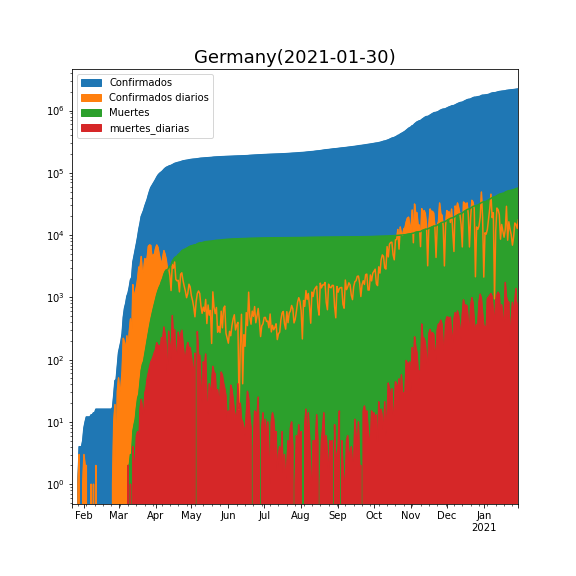 Germany(2021-01-30)
Confirmados
Confirmados diarios
Muertes
muertes_diarias
10⁶
10⁵
10⁴
10³
10²
10¹
10⁰
Feb Mar Apr May Jun Jul Aug Sep Oct Nov Dec Jan
2021